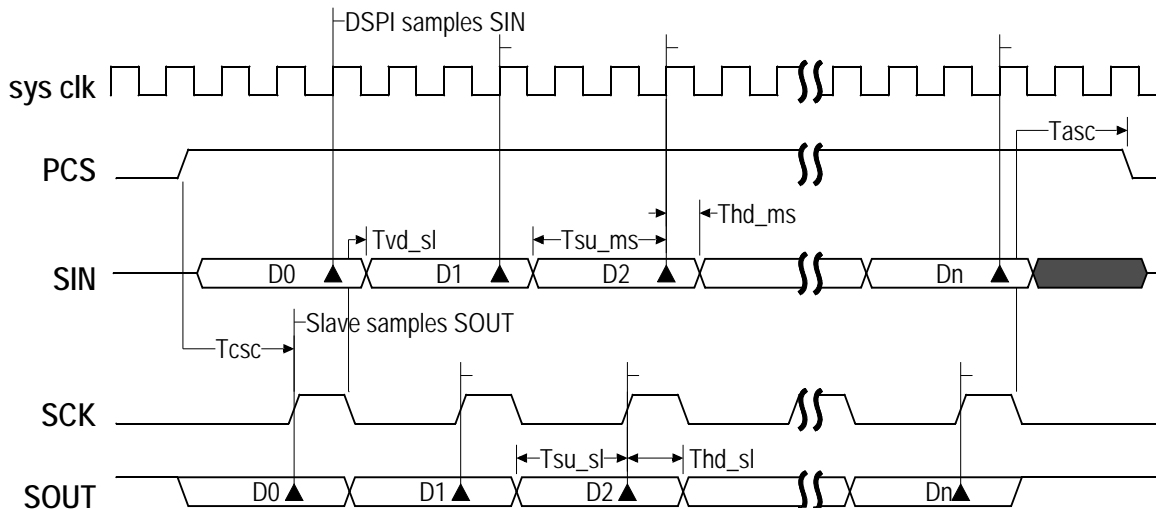 DSPI samples SIN
sys clk
Tasc
PCS
Thd_ms
Tvd_sl
Tsu_ms
SIN
D0
D1
D2
Dn
Slave samples SOUT
Tcsc
SCK
Tsu_sl
Thd_sl
SOUT
D0
D1
D2
Dn